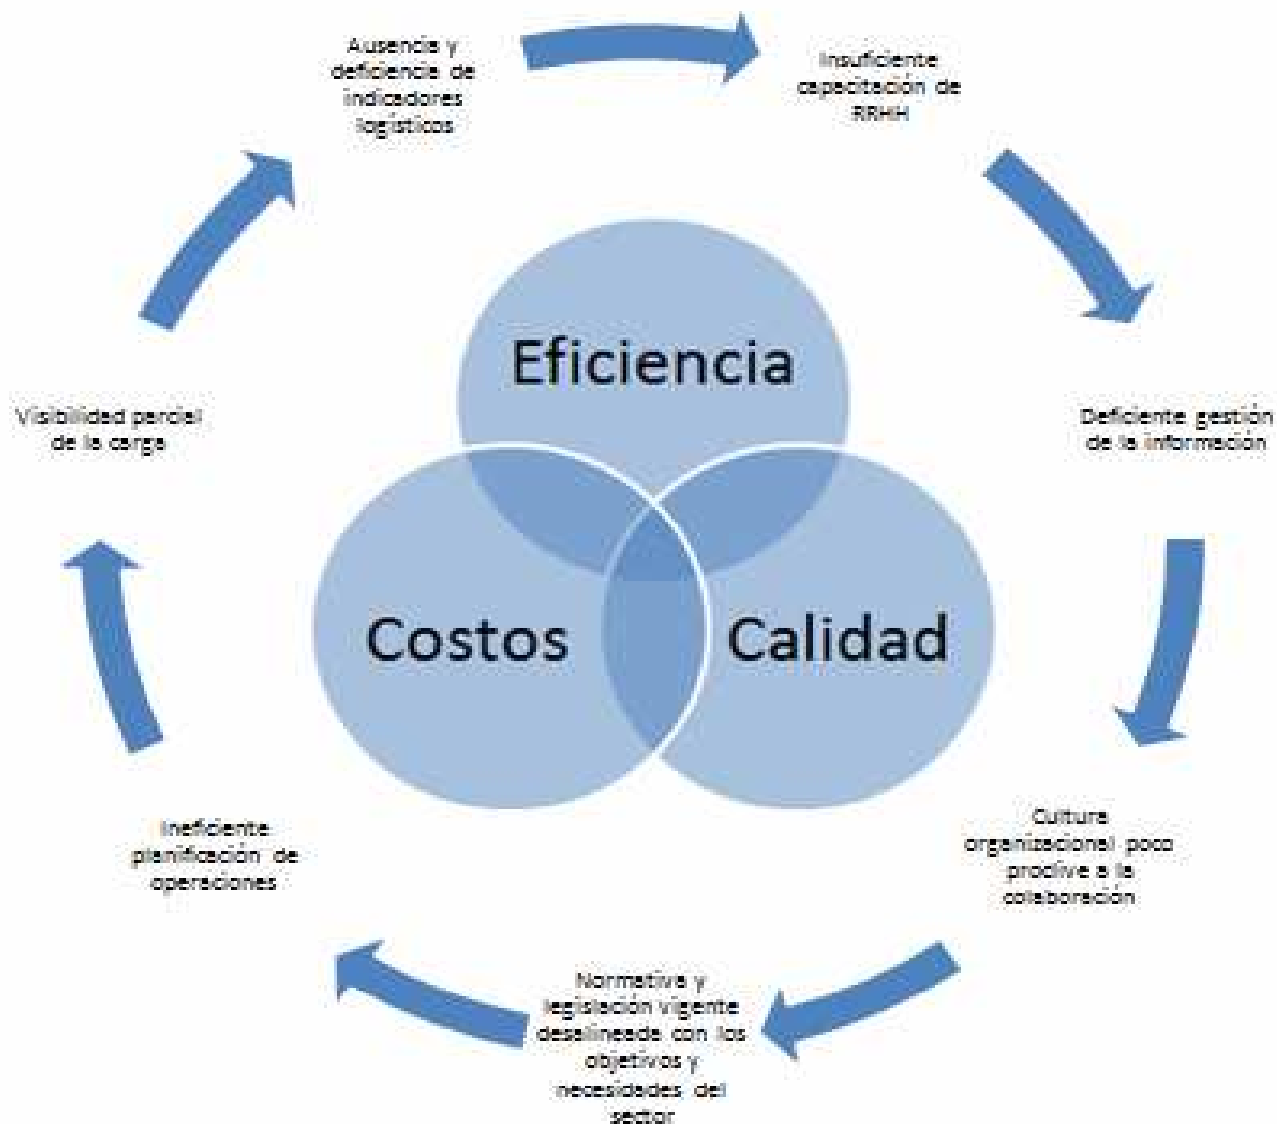 Ausencia y
deficiencia de
indicadores
logísticos
Insuficiente
capacitación de
RRHH
Deficiente gestión
de la información
Cultura
organizacional poco
proclive a la
colaboración
Normativa y
legislación vigente
desalineada con los
objetivos y
necesidades del
sector
Ineficiente
planificación de
operaciones
Visibilidad parcial
de la carga
Eficiencia
Costos
Calidad